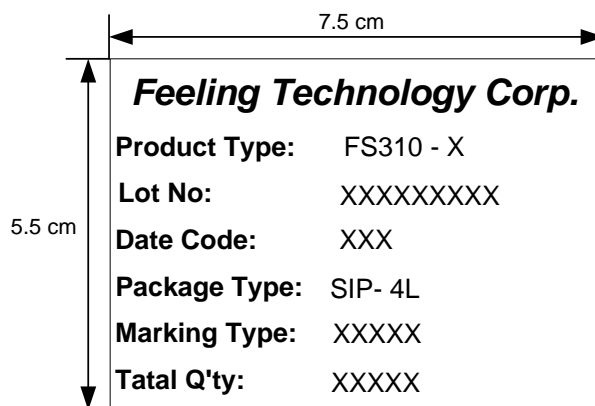 7.5 cm
Feeling Technology Corp.
Product Type: FS310 - X
Lot No: XXXXXXXXX
5.5 cm
Date Code: XXX
Package Type: SIP- 4L
Marking Type: XXXXX
Tatal Q'ty: XXXXX